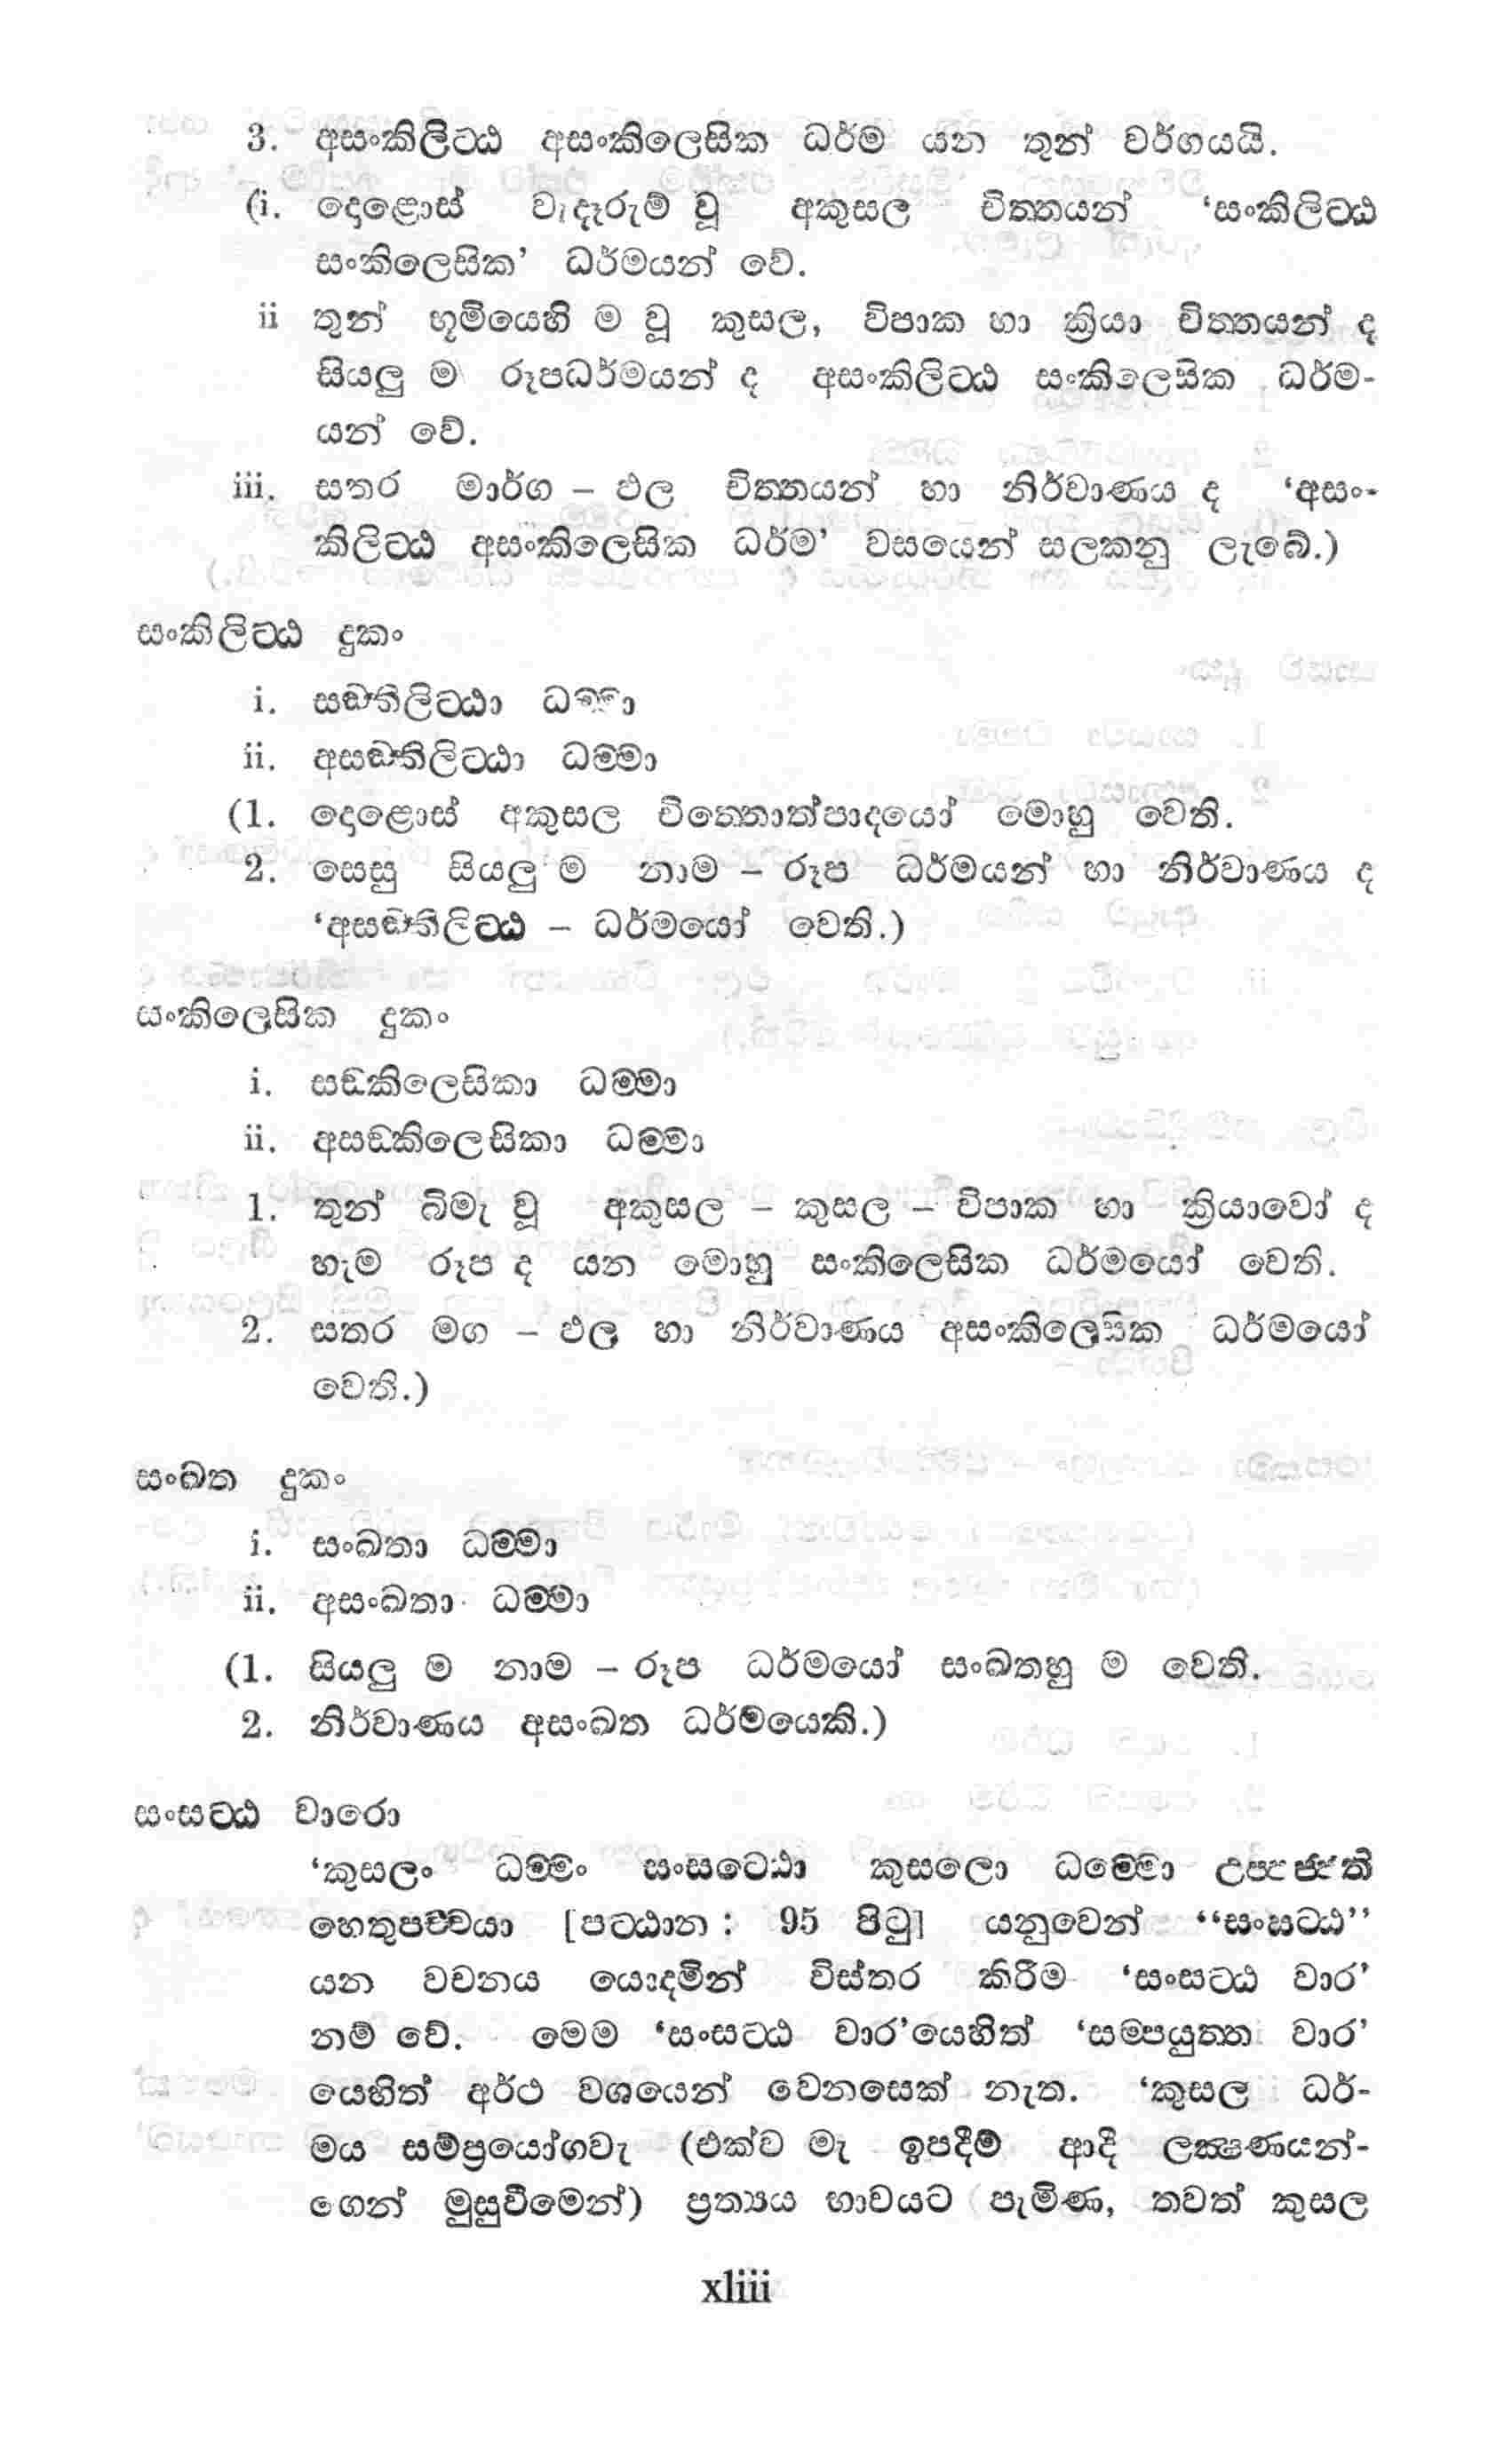 3. අසංකිලිට්ඨ අසංකිලෙසික ධර්ම යන තුන් වර්ගයයි.
(i. දොළොස් වැදෑරුම් වූ අකුසල චිත්තයන් ‘සංකිලිට්ඨ
සංකිලෙසික’ ධර්මයන් වේ.
ii තුන් භූමියෙහි ම වූ කුසල, විපාක හා ක්‍රියා චිත්තයන් ද
සියලු ම රූපධර්මයන් ද අසංකිලිට්ඨ සංකිලෙසික ධර්ම-
යන් වේ.
iii. සතර මාර්ග – ඵල චිත්තයන් හා නිර්වාණය ද ‘අසං-
කිලිට්ඨ අසංකිලෙසික ධර්ම’ වසයෙන් සලකනු ලැබේ.)
සංකිලිට්ඨ දුකං
i. සඞ්කිලිට්ඨා
ii. අසඞ්කිලිට්ඨා ධම්මා
(1. දොළොස් අකුසල චිත්තොත්පාදයෝ මොහු වෙති.
2. සෙසු සියලු ම නාම – රූප ධර්මයන් හා නිර්වාණය ද
‘අසඞ්කිලිට්ඨ – ධර්මයෝ වෙති.)
සංකිලෙසික දුකං
i. සඞ්කිලෙසිකා ධම්මා
ii. අසඞ්කිලෙසිකා ධම්මා
1. තුන් බිමැ වූ අකුසල – කුසල – විපාක හා ක්‍රියාවෝ ද
හැම රූප ද යන මොහු සංකිලෙසික ධර්මයෝ වෙති.
2. සතර මග – ඵල හා නිර්වාණය අසංකිලෙසික ධර්මයෝ
වෙති.)
සංඛත දුකං
i. සංඛතා ධම්මා
ii. අසංඛතා ධම්මා
(1. සියලු ම නාම – රූප ධර්මයෝ සංඛතහු ම වෙති.
2. නිර්වාණය අසංඛත ධර්මයෙකි.)
සංසට්ඨ වාරො
‘කුසලං ධම්මං සංසට්ඨො කුසලො ධම්මො උප්පජ්ජති
හෙතුපච්චයා [පට්ඨාන : 95 පිටු] යනුවෙන් “සංසට්ඨ”
යන වචනය යොදමින් විස්තර කිරීම ‘සංසට්ඨ වාර’
නම් වේ. මෙම ‘සංසට්ඨ වාර’යෙහිත් ‘සම්පයුත්ත වාර’
යෙහිත් අර්ථ වශයෙන් වෙනසෙක් නැත. ‘කුසල ධර්-
මය සම්ප්‍රයෝගවැ (එක්ව මැ ඉපදීම් ආදී ලක්‍ෂණයන්-
ගෙන් මුසුවීමෙන්) ප්‍රත්‍යය භාවයට පැමිණ, තවත් කුසල
xliii